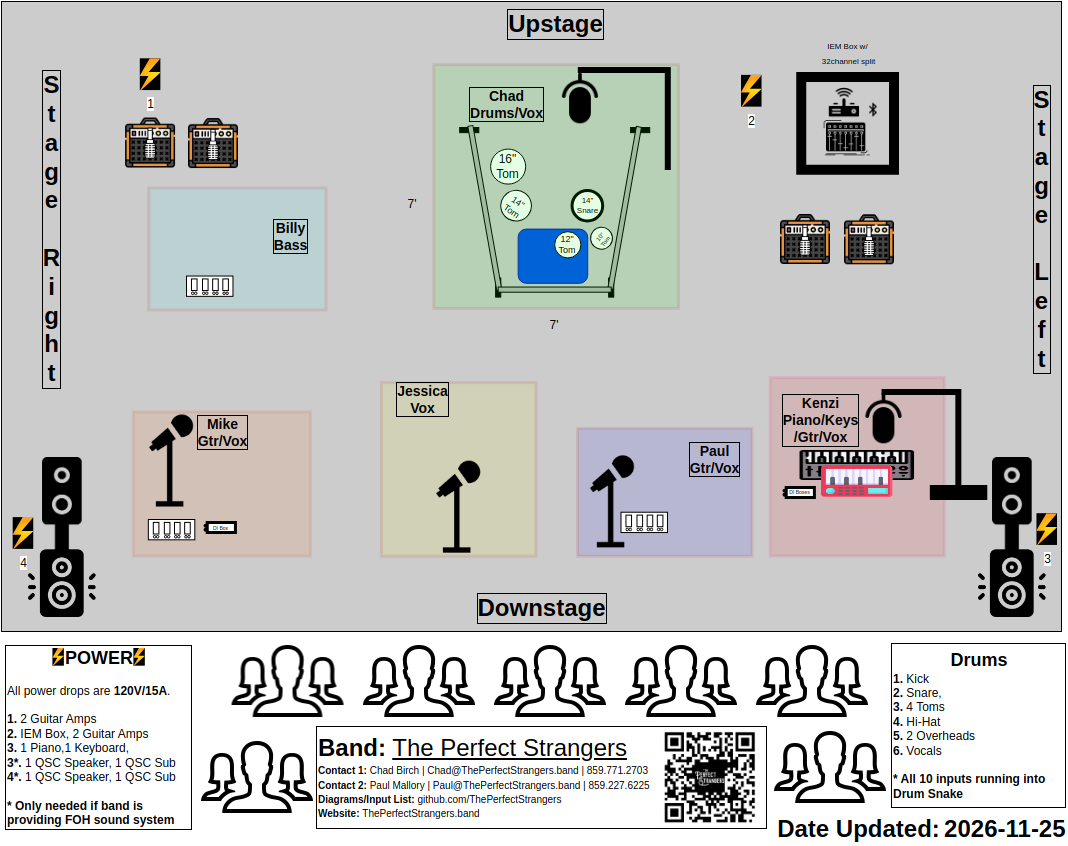 Upstage
Stage Right
Stage Left
IEM Box w/
32channel split
1
2
Chad
Drums/Vox
16"
Tom
14"
Tom
14"
Snare
12"
Tom
10"
Tom
7'
7'
Billy
Bass
Mike
Gtr/Vox
DI Box
Jessica
Vox
Paul
Gtr/Vox
Kenzi
Piano/Keys
/Gtr/Vox
DI Boxes
4
3
Downstage
POWER
All power drops are 120V/15A.
1. 2 Guitar Amps
2. IEM Box, 2 Guitar Amps
3. 1 Piano,1 Keyboard,
3*. 1 QSC Speaker, 1 QSC Sub
4*. 1 QSC Speaker, 1 QSC Sub
* Only needed if band is
providing FOH sound system
Band: The Perfect Strangers
Contact 1: Chad Birch | Chad@ThePerfectStrangers.band | 859.771.2703
Contact 2: Paul Mallory | Paul@ThePerfectStrangers.band | 859.227.6225
Diagrams/Input List: github.com/ThePerfectStrangers
Website: ThePerfectStrangers.band
PERFECT
STRANGERS
Drums
1. Kick
2. Snare,
3. 4 Toms
4. Hi-Hat
5. 2 Overheads
6. Vocals
* All 10 inputs running into
Drum Snake
Date Updated: 2026-11-25